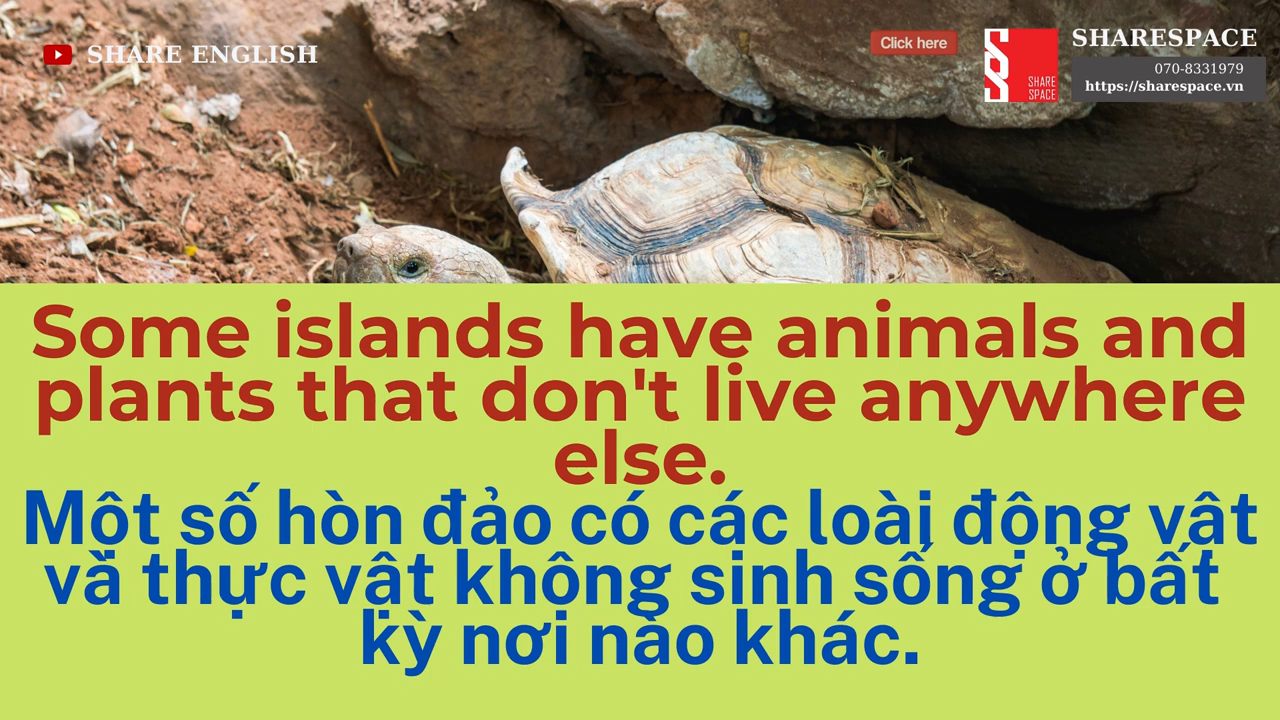 SHARE ENGLISH
Click here
SHARE
SPACE
SHARESPACE
070-8331979
https://sharespace.vn
Some islands have animals and
plants that don't live anywhere
else.
Một số hòn đảo có các loài động vật
và thực vật không sinh sống ở bất
kỳ nơi nào khác.